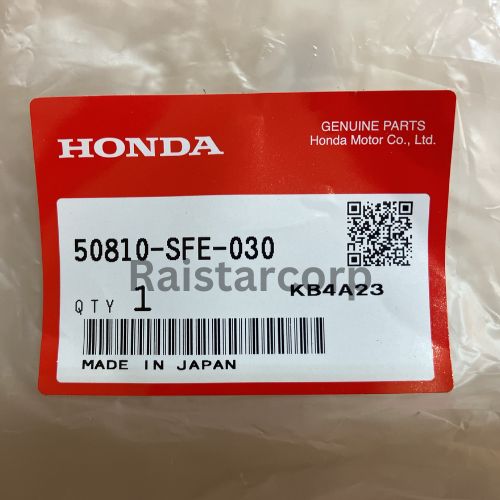 HONDA
GENUINE PARTS
Honda Motor Co., Ltd.
50810-SFE-030
Raistarcorp
QTY 1
KB4A23
MADE IN JAPAN